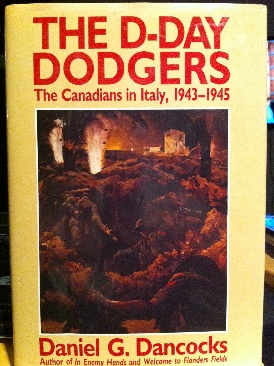 THE D-DAY
DODGERS
The Canadians in Italy, 1943–1945
Daniel G. Dancocks
Author of In Enemy Hands and Welcome to Flanders Fields